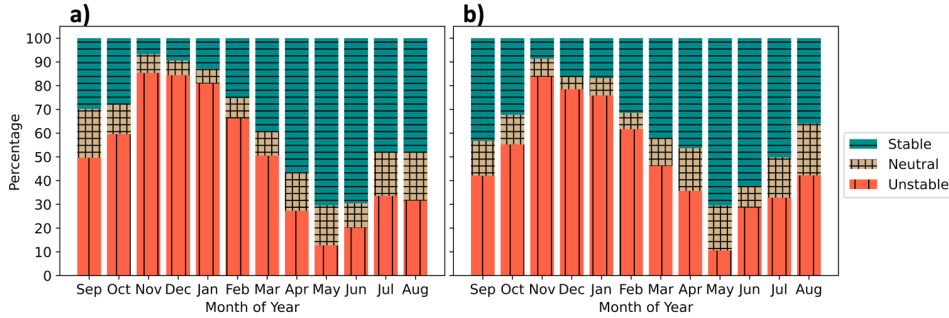 a)
b)
Percentage
100
90
80
70
60
50
40
30
20
10
0
Sep Oct Nov Dec Jan Feb Mar Apr May Jun Jul Aug
Month of Year
Sep Oct Nov Dec Jan Feb Mar Apr May Jun Jul Aug
Month of Year
Stable
Neutral
Unstable